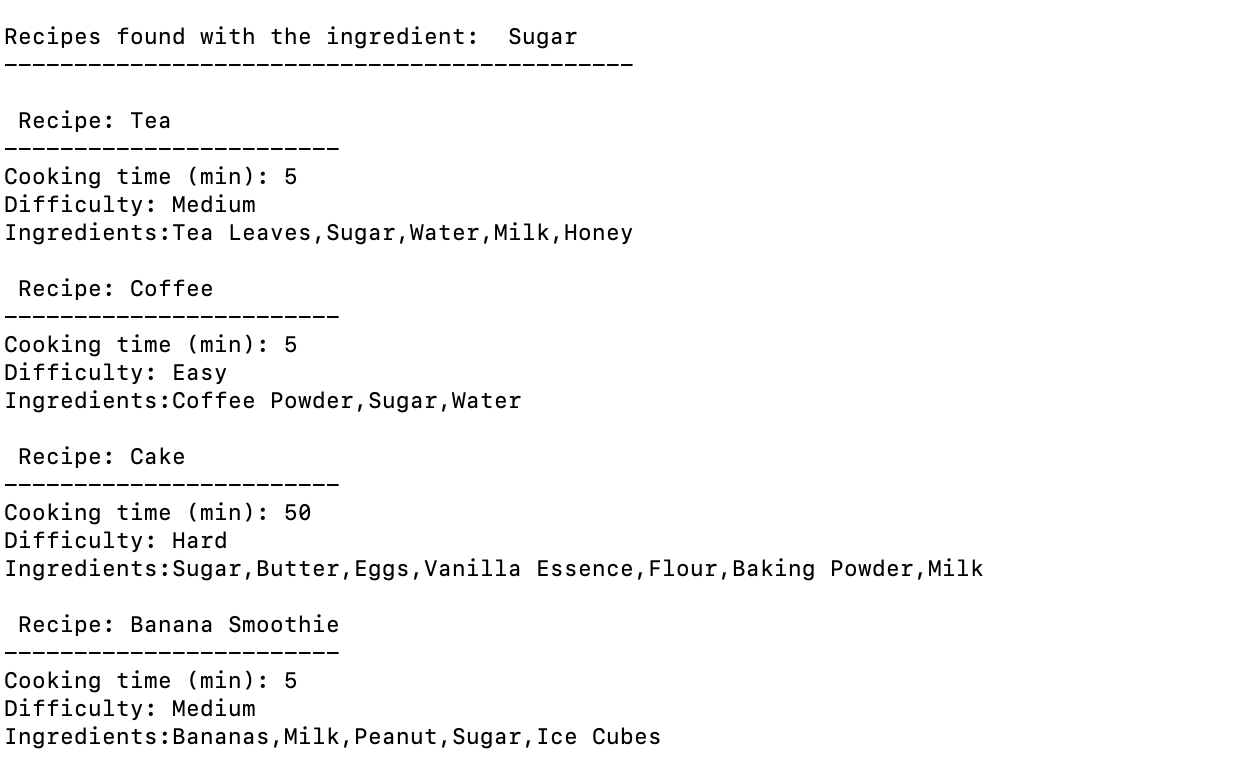 Recipes found with the ingredient:  Sugar
---------------------------------------------
 Recipe: Tea
------------------------
Cooking time (min): 5
Difficulty: Medium
Ingredients:Tea Leaves,Sugar,Water,Milk,Honey
 Recipe: Coffee
------------------------
Cooking time (min): 5
Difficulty: Easy
Ingredients:Coffee Powder,Sugar,Water
 Recipe: Cake
------------------------
Cooking time (min): 50
Difficulty: Hard
Ingredients:Sugar,Butter,Eggs,Vanilla Essence,Flour,Baking Powder,Milk
 Recipe: Banana Smoothie
------------------------
Cooking time (min): 5
Difficulty: Medium
Ingredients:Bananas,Milk,Peanut,Sugar,Ice Cubes